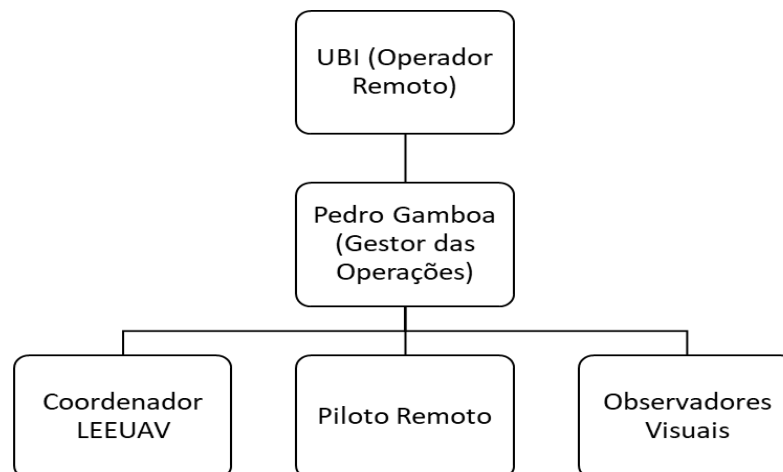 UBI (Operador
Remoto)
Pedro Gamboa
(Gestor das
Operações)
Coordenador
LEEUAV
Piloto Remoto
Observadores
Visuais